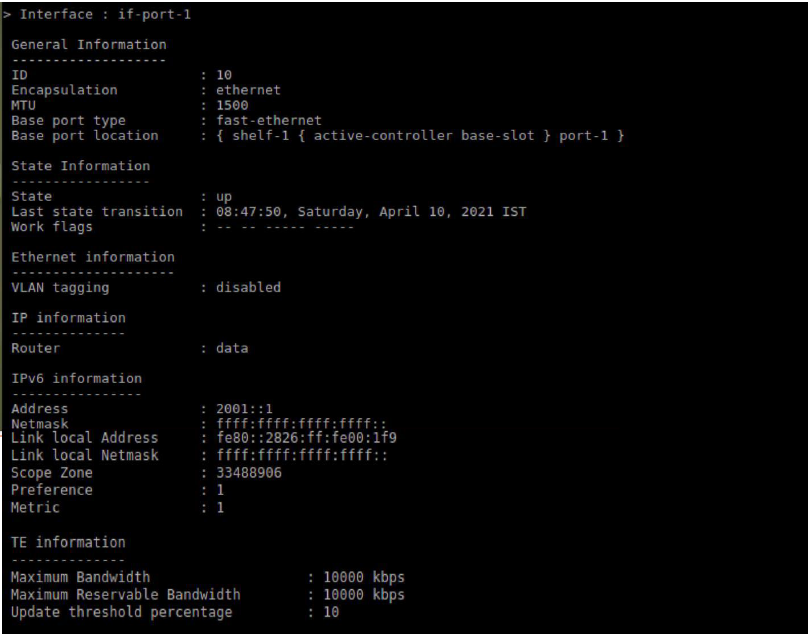 > Interface : if-port-1
General Information
-------------------
ID : 10
Encapsulation : ethernet
MTU : 1500
Base port type : fast-ethernet
Base port location : { shelf-1 { active-controller base-slot } port-1 }
State Information
-----------------
State : up
Last state transition : 08:47:50, Saturday, April 10, 2021 IST
Work flags : -- -- ----- -----
Ethernet information
--------------------
VLAN tagging : disabled
IP information
--------------
Router : data
IPv6 information
----------------
Address : 2001::1
Netmask : ffff:ffff:ffff:ffff::
Link local Address : fe80::2826:ff:fe00:1f9
Link local Netmask : ffff:ffff:ffff:ffff::
Scope Zone : 33488906
Preference : 1
Metric : 1
TE information
--------------
Maximum Bandwidth : 10000 kbps
Maximum Reservable Bandwidth : 10000 kbps
Update threshold percentage : 10